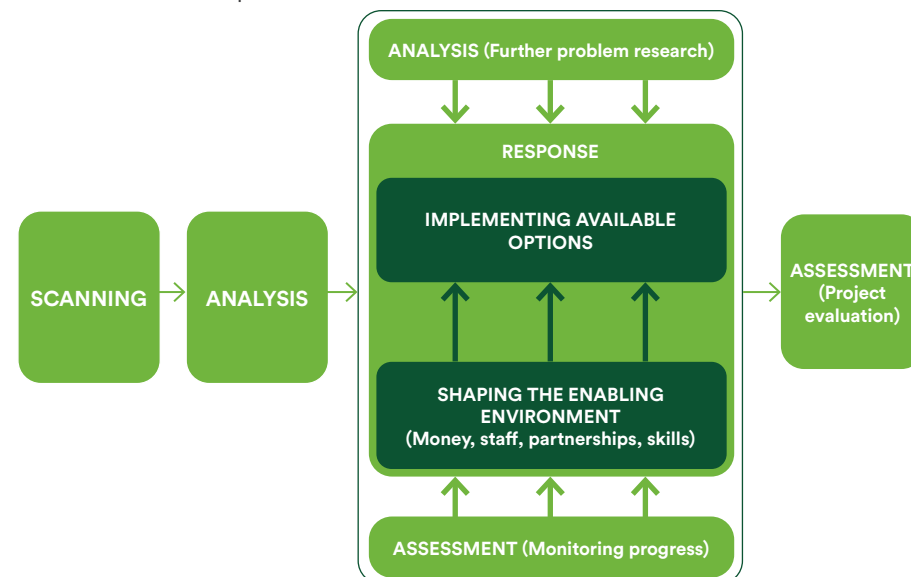 ANALYSIS (Further problem research)
RESPONSE
IMPLEMENTING AVAILABLE
OPTIONS
SCANNING
ANALYSIS
ASSESSMENT
(Project
evaluation)
SHAPING THE ENABLING
ENVIRONMENT
(Money, staff, partnerships, skills)
ASSESSMENT (Monitoring progress)